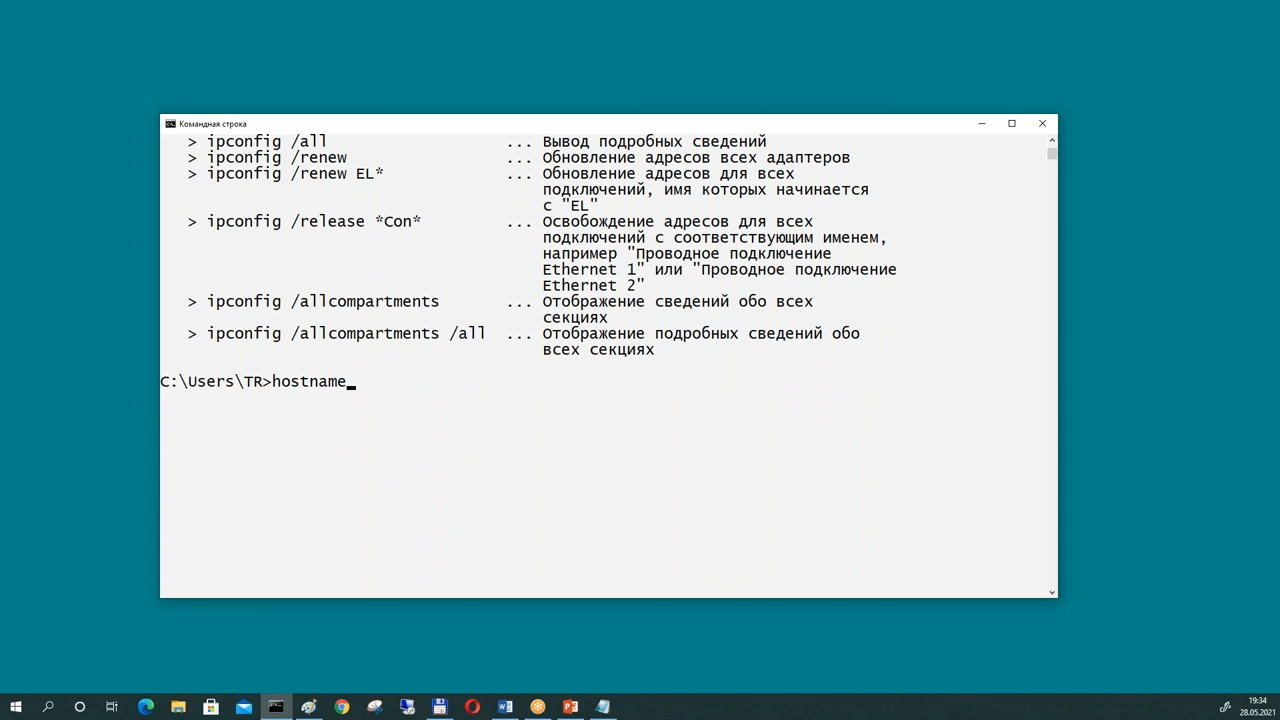 Командная строка
> ipconfig /all ... Вывод подробных сведений
> ipconfig /renew ... Обновление адресов всех адаптеров
> ipconfig /renew EL* ... Обновление адресов для всех
подключений, имя которых начинается
с "EL"
> ipconfig /release *Con* ... Освобождение адресов для всех
подключений с соответствующим именем,
например "Проводное подключение
Ethernet 1" или "Проводное подключение
Ethernet 2"
> ipconfig /allcompartments ... Отображение сведений обо всех
секциях
> ipconfig /allcompartments /all ... Отображение подробных сведений обо
всех секциях
C:\Users\TR>hostname
19:34
28.05.2021